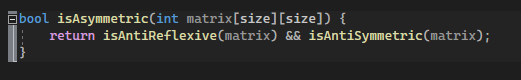 bool isAsymmetric(int matrix[size][size]) {
    return isAntiReflexive(matrix) && isAntiSymmetric(matrix);
}